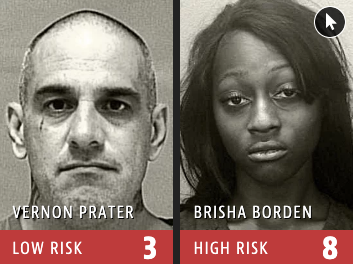 VERNON PRATER
LOW RISK 3
BRISHA BORDEN
HIGH RISK 8